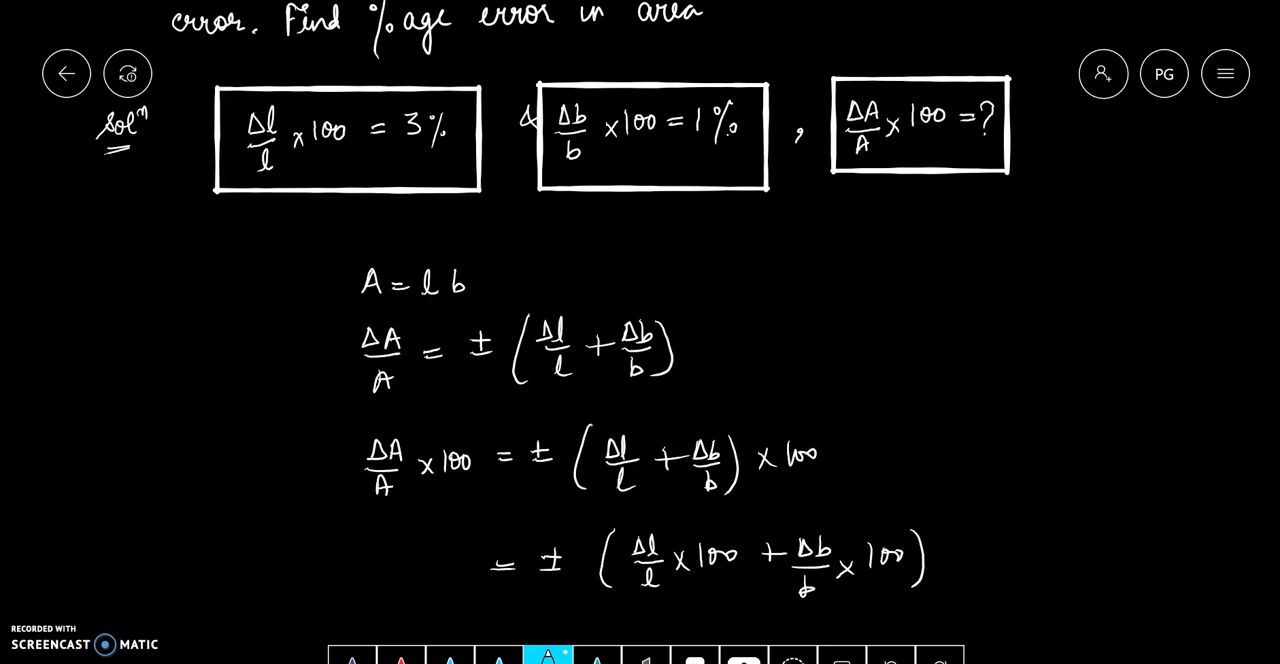 error. Find %age error in area
PG
Solⁿ
Δl/l × 100 = 3% & Δb/b × 100 = 1%, ΔA/A × 100 = ?
A = l b
ΔA/A = ± (Δl/l + Δb/b)
ΔA/A × 100 = ± (Δl/l + Δb/b) × 100
= ± (Δl/l × 100 + Δb/b × 100)
RECORDED WITH
SCREENCAST MATIC